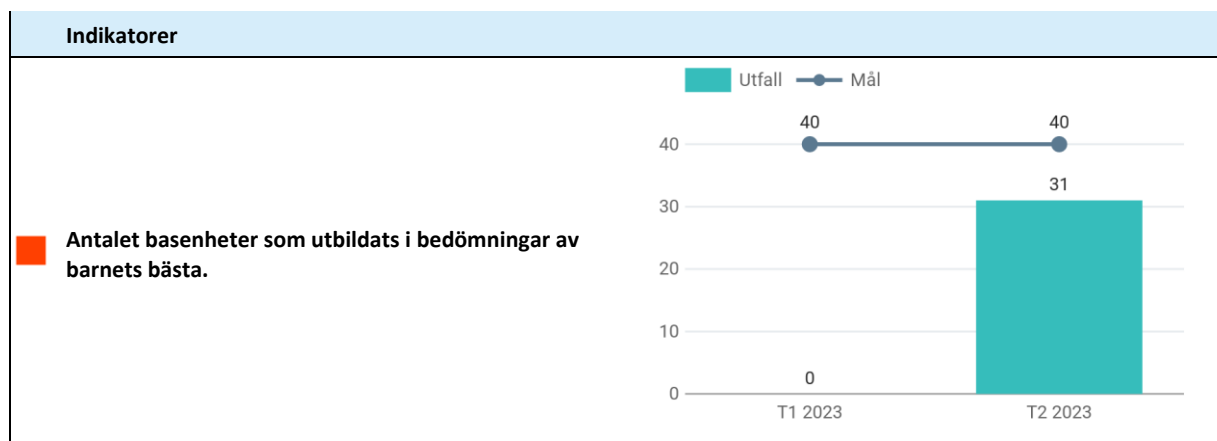 Indikatorer
Utfall Mål
40 40
40
31
30
Antalet basenheter som utbildats i bedömningar av
barnets bästa.
20
10
0
0
T1 2023 T2 2023